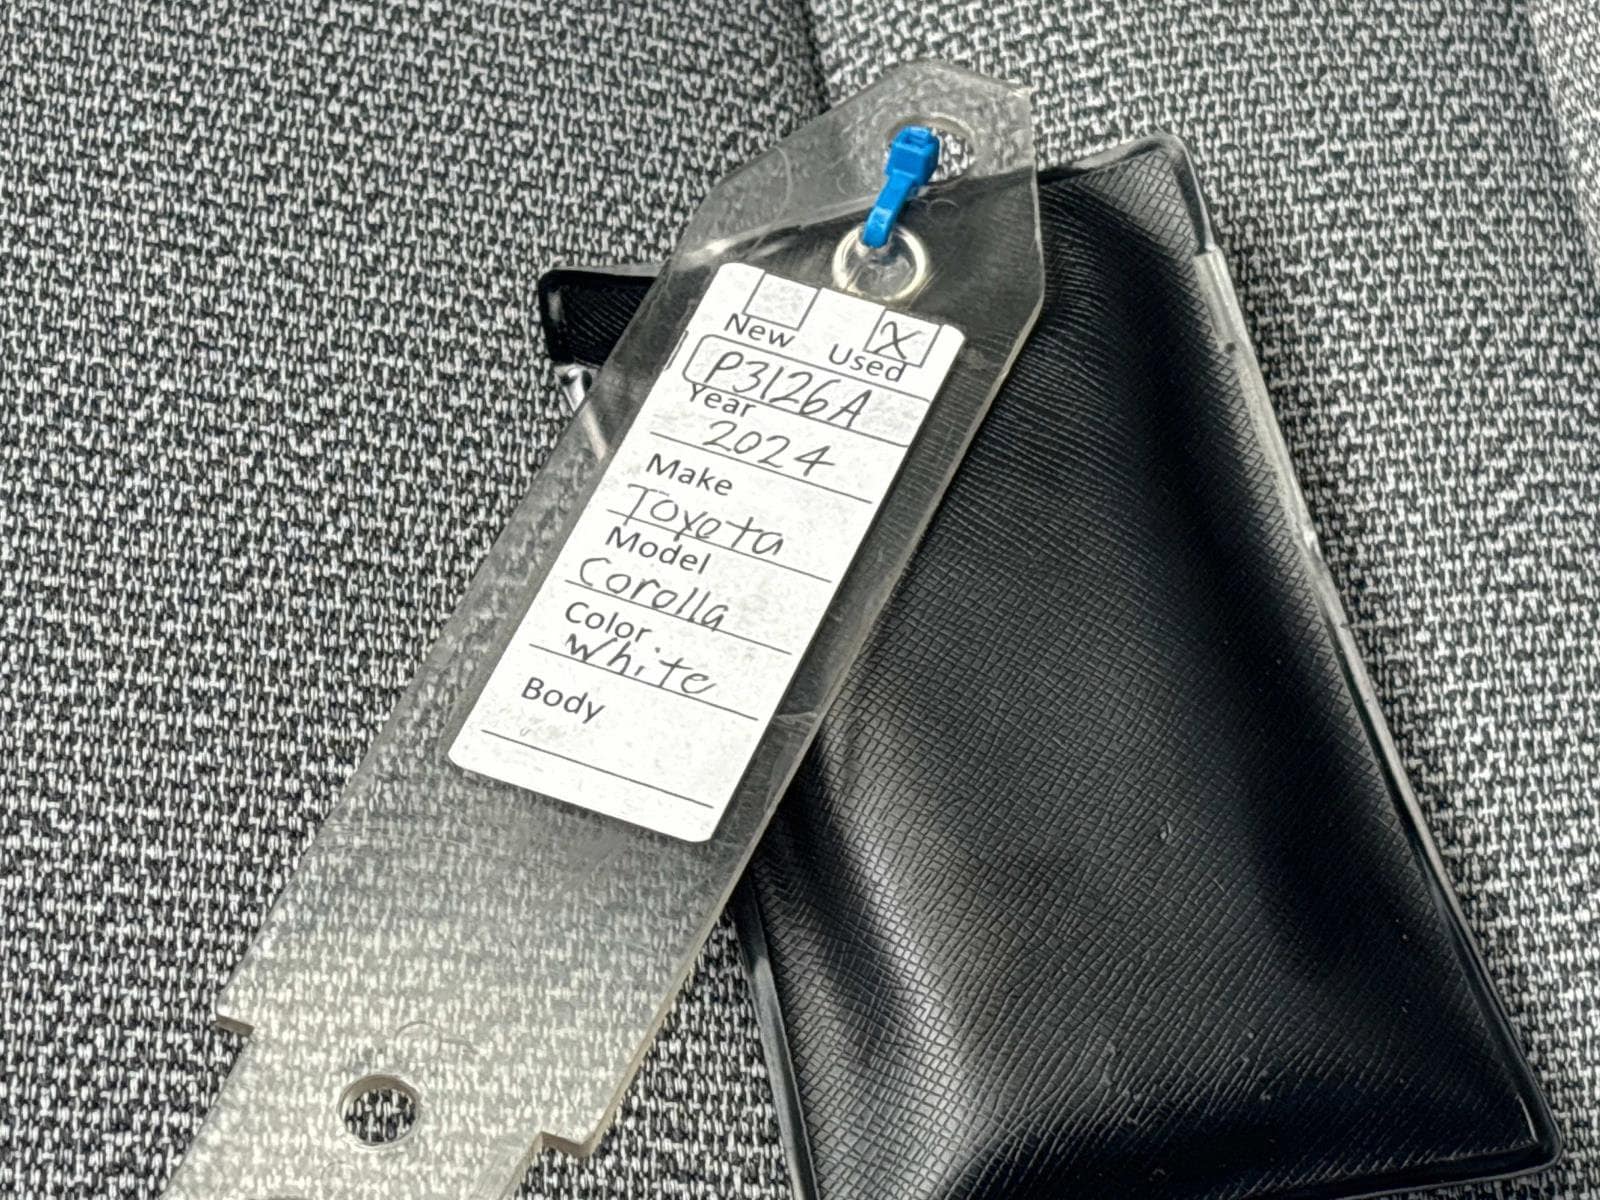 X
New Used
P3126A
Year
2024
Make
Toyota
Model
Corolla
Color
White
Body